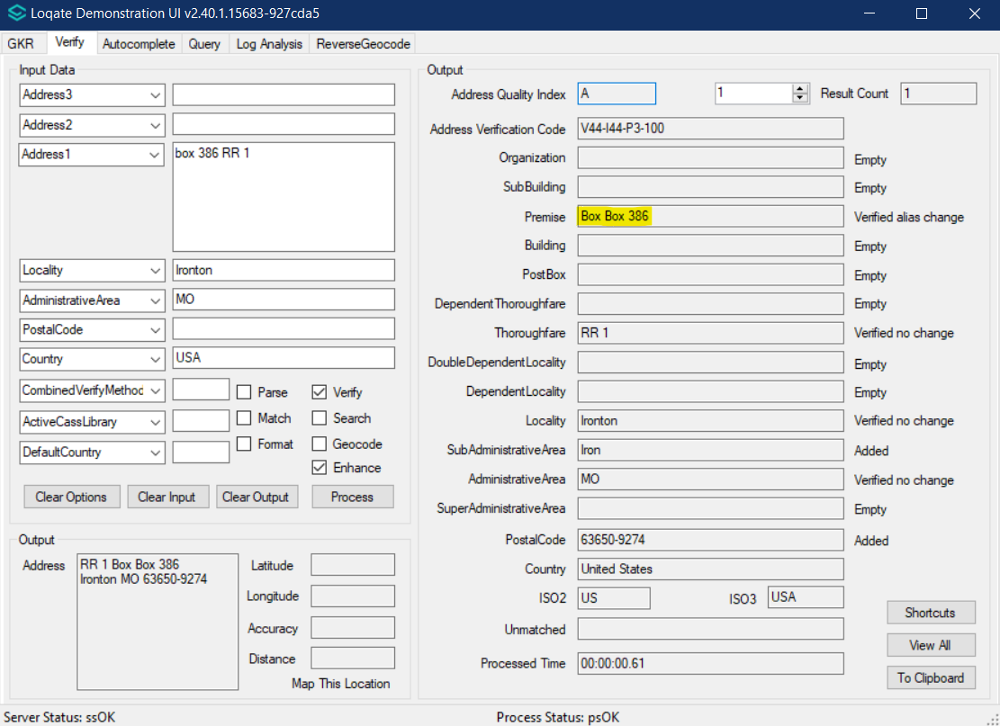 Loqate Demonstration UI v2.40.1.15683-927cda5
GKR Verify Autocomplete Query Log Analysis ReverseGeocode
Input Data
Address3
Address2
Address1 box 386 RR 1
Locality Ironton
AdministrativeArea MO
PostalCode
Country USA
CombinedVerifyMethod Parse Verify
ActiveCassLibrary Match Search
DefaultCountry Format Geocode
Enhance
Clear Options Clear Input Clear Output Process
Output
Address RR 1 Box Box 386
Ironton MO 63650-9274
Latitude
Longitude
Accuracy
Distance
Map This Location
Output
Address Quality Index A 1 Result Count 1
Address Verification Code V44-I44-P3-100
Organization Empty
SubBuilding Empty
Premise Box Box 386 Verified alias change
Building Empty
PostBox Empty
DependentThoroughfare Empty
Thoroughfare RR 1 Verified no change
DoubleDependentLocality Empty
DependentLocality Empty
Locality Ironton Verified no change
SubAdministrativeArea Iron Added
AdministrativeArea MO Verified no change
SuperAdministrativeArea Empty
PostalCode 63650-9274 Added
Country United States
ISO2 US ISO3 USA
Unmatched
Processed Time 00:00:00.61
Shortcuts
View All
To Clipboard
Server Status: ssOK Process Status: psOK